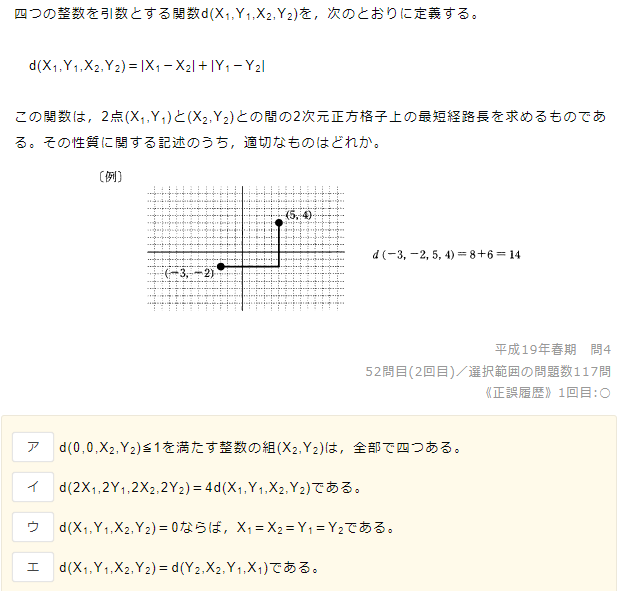 四つの整数を引数とする関数d(X₁,Y₁,X₂,Y₂)を，次のとおりに定義する。
d(X₁,Y₁,X₂,Y₂)=|X₁－X₂|+|Y₁－Y₂|
この関数は，2点(X₁,Y₁)と(X₂,Y₂)との間の2次元正方格子上の最短経路長を求めるものであ
る。その性質に関する記述のうち，適切なものはどれか。
〔例〕
(5, 4)
d (−3, −2, 5, 4) = 8+6 = 14
(−3, −2)
平成19年春期　問4
52問目(2回目)／選択範囲の問題数117問
《正誤履歴》1回目:○
ア d(0,0,X₂,Y₂)≦1を満たす整数の組(X₂,Y₂)は，全部で四つある。
イ d(2X₁,2Y₁,2X₂,2Y₂)=4d(X₁,Y₁,X₂,Y₂)である。
ウ d(X₁,Y₁,X₂,Y₂)=0ならば，X₁=X₂=Y₁=Y₂である。
エ d(X₁,Y₁,X₂,Y₂)=d(Y₂,X₂,Y₁,X₁)である。